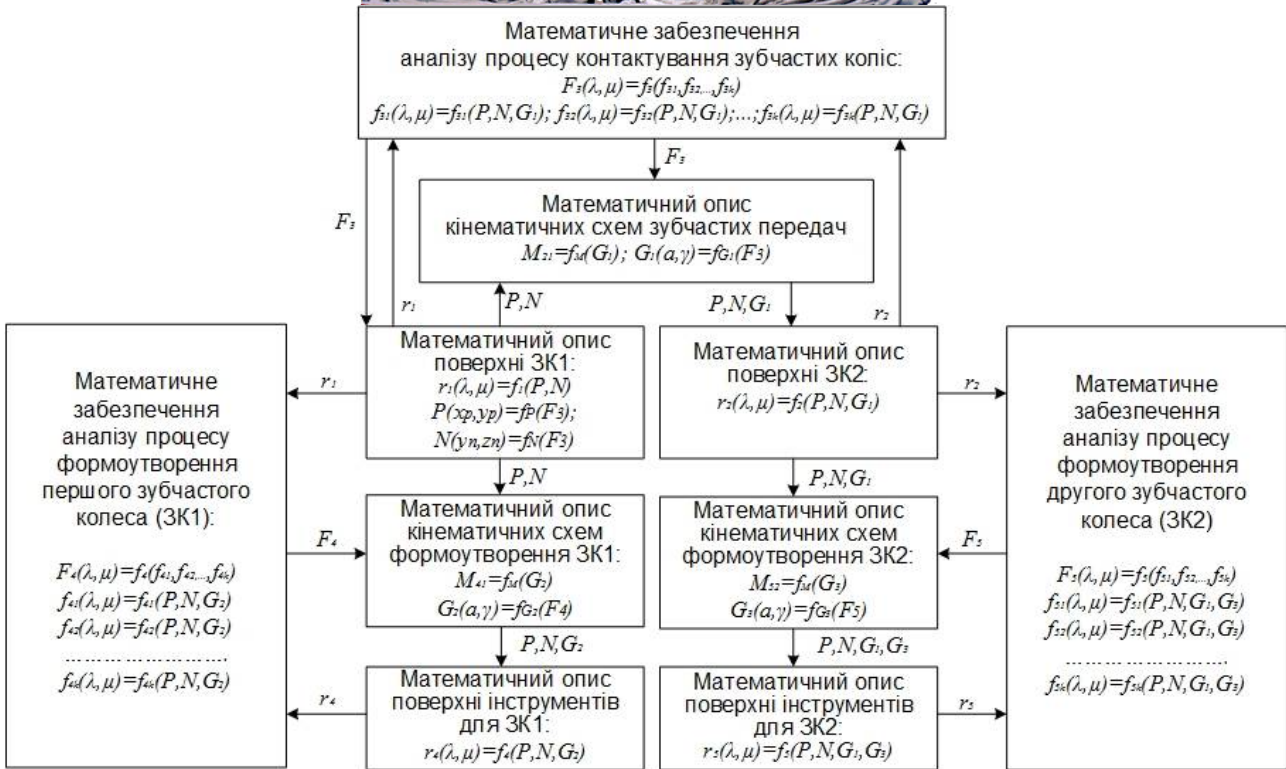 Математичне забезпечення
аналізу процесу контактування зубчастих коліс:
F₃(λ,μ)=f₃(f₃₁,f₃₂,...,f₃ₖ)
f₃₁(λ,μ)=f₃₁(P,N,G₁); f₃₂(λ,μ)=f₃₂(P,N,G₁);...;f₃ₖ(λ,μ)=f₃ₖ(P,N,G₁)
F₃
Математичний опис
кінематичних схем зубчастих передач
M₂₁=fм(G₁); G₁(a,γ)=fG₁(F3)
F₃
r₁
P,N
P,N,G₁
r₂
Математичне
забезпечення
аналізу процесу
формоутворення
першого зубчастого
колеса (ЗК1):
F₄(λ,μ)=f₄(f₄₁,f₄₂,...,f₄ₖ)
f₄₁(λ,μ)=f₄₁(P,N,G₂)
f₄₂(λ,μ)=f₄₂(P,N,G₂)
…………………….
f₄ₖ(λ,μ)=f₄ₖ(P,N,G₂)
r₁
F₄
r₄
Математичний опис
поверхні ЗК1:
r₁(λ,μ)=f₁(P,N)
P(xp,yp)=fP(F3);
N(yn,zn)=fN(F3)
P,N
Математичний опис
кінематичних схем
формоутворення ЗК1:
M₄₁=fм(G₂)
G₂(a,γ)=fG₂(F4)
P,N,G₂
Математичний опис
поверхні інструментів
для ЗК1:
r₄(λ,μ)=f₄(P,N,G₂)
Математичний опис
поверхні ЗК2:
r₂(λ,μ)=f₂(P,N,G₁)
P,N,G₁
Математичний опис
кінематичних схем
формоутворення ЗК2:
M₅₂=fм(G₃)
G₃(a,γ)=fG₃(F5)
P,N,G₁,G₃
Математичний опис
поверхні інструментів
для ЗК2:
r₅(λ,μ)=f₅(P,N,G₁,G₃)
r₂
F₅
r₅
Математичне
забезпечення
аналізу процесу
формоутворення
другого зубчастого
колеса (ЗК2)
F₅(λ,μ)=f₅(f₅₁,f₅₂,...,f₅ₖ)
f₅₁(λ,μ)=f₅₁(P,N,G₁,G₃)
f₅₂(λ,μ)=f₅₂(P,N,G₁,G₃)
…………………….
f₅ₖ(λ,μ)=f₅ₖ(P,N,G₁,G₃)